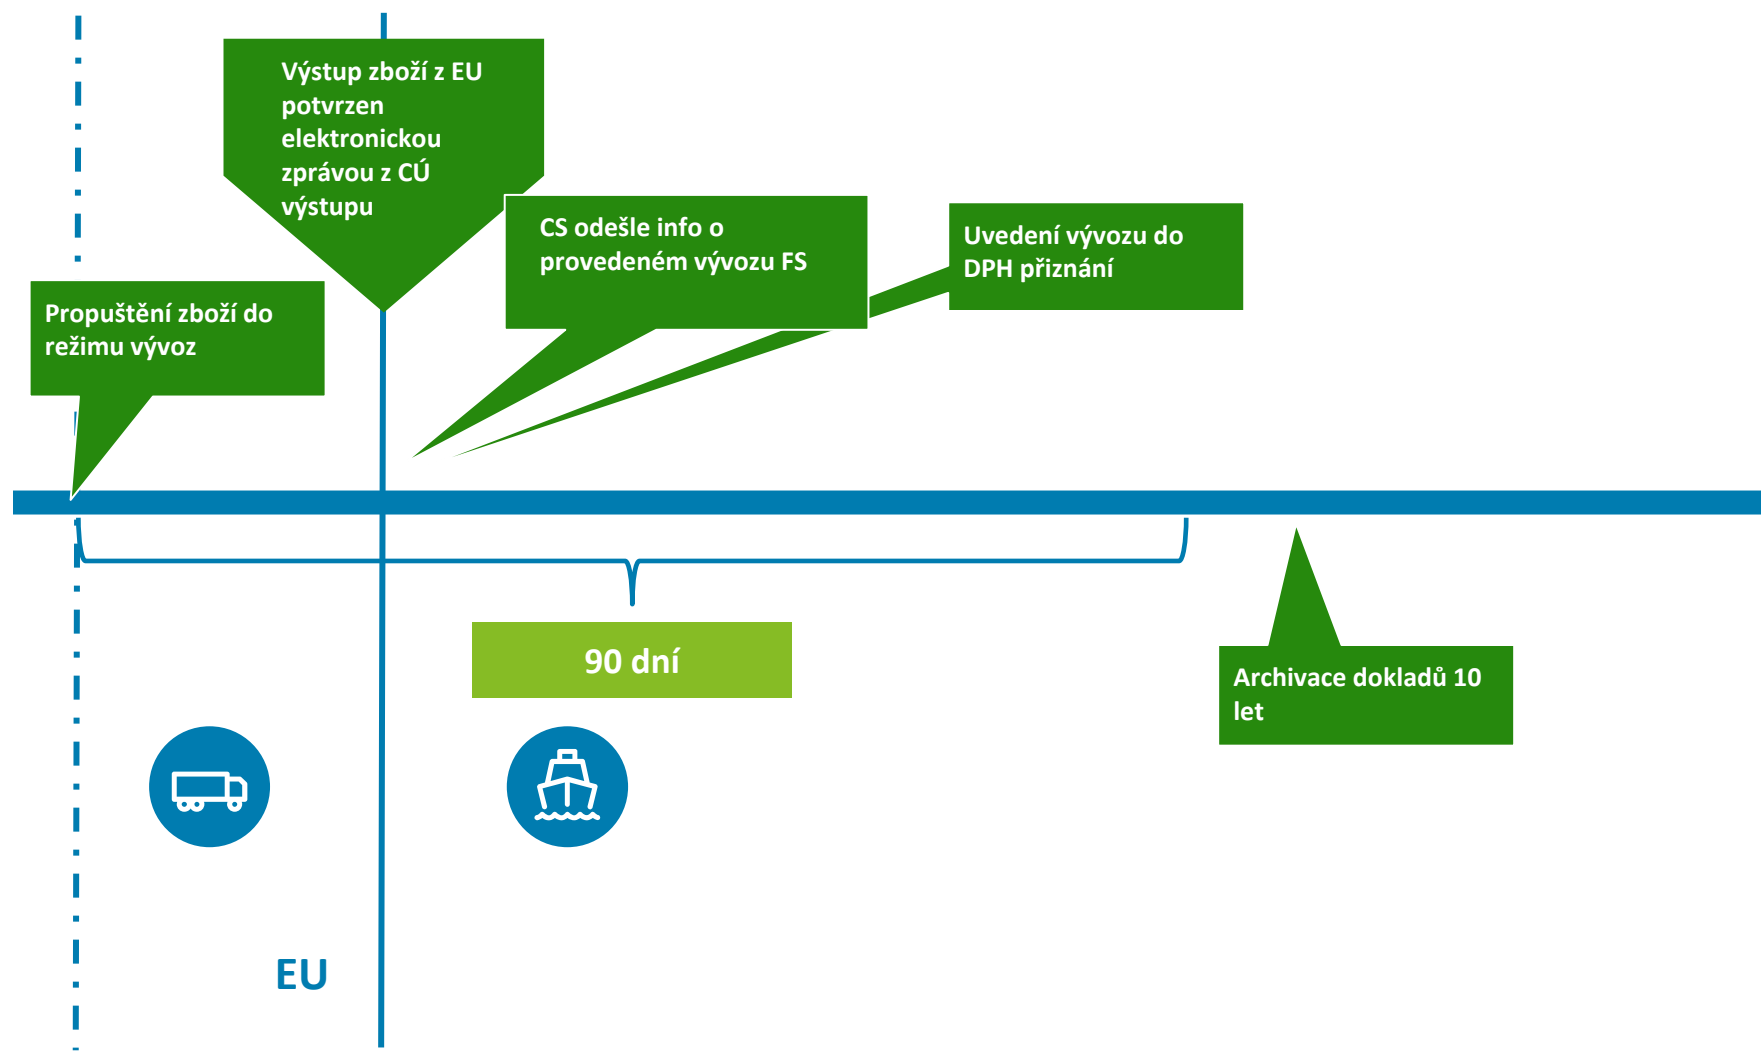 Výstup zboží z EU
potvrzen
elektronickou
zprávou z CÚ
výstupu
CS odešle info o
provedeném vývozu FS
Uvedení vývozu do
DPH přiznání
Propuštění zboží do
režimu vývoz
90 dní
Archivace dokladů 10
let
EU